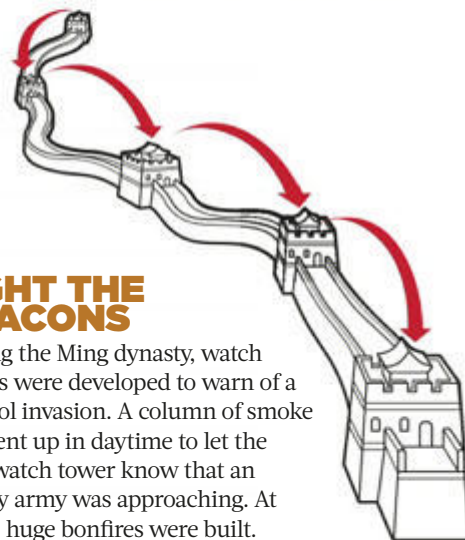 GHT THE
ACONS
g the Ming dynasty, watch
s were developed to warn of a
ol invasion. A column of smoke
ent up in daytime to let the
watch tower know that an
y army was approaching. At
, huge bonfires were built.